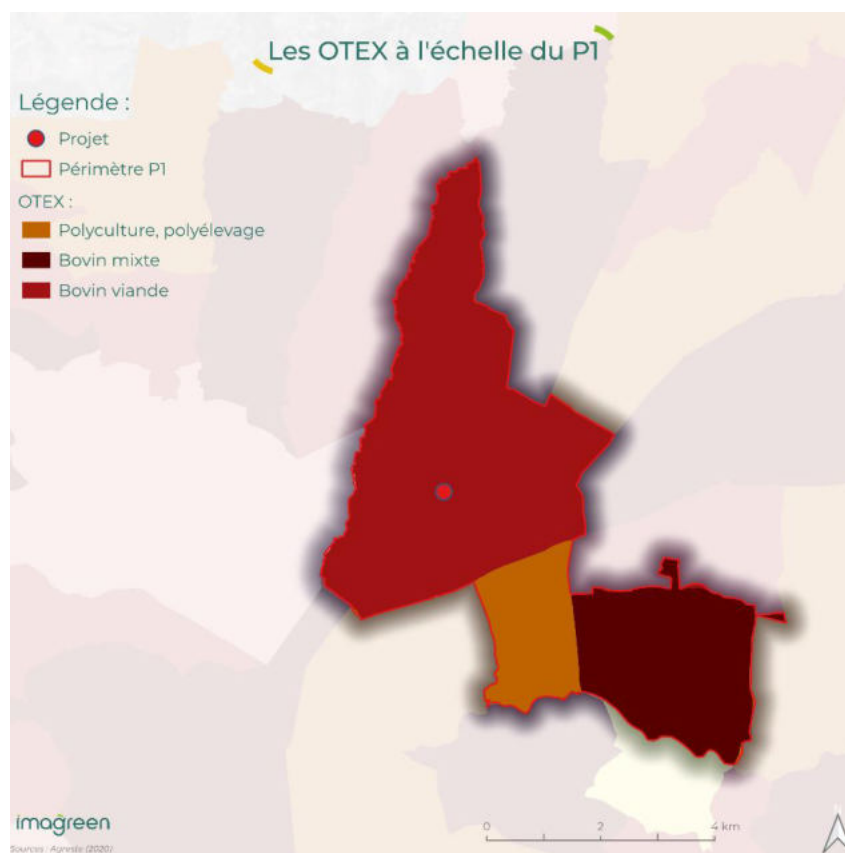 Les OTEX à l'échelle du P1
Légende :
Projet
Périmètre P1
OTEX :
Polyculture, polyélevage
Bovin mixte
Bovin viande
imagreen
Sources : Agreste (2020)
0 2 4 km
N